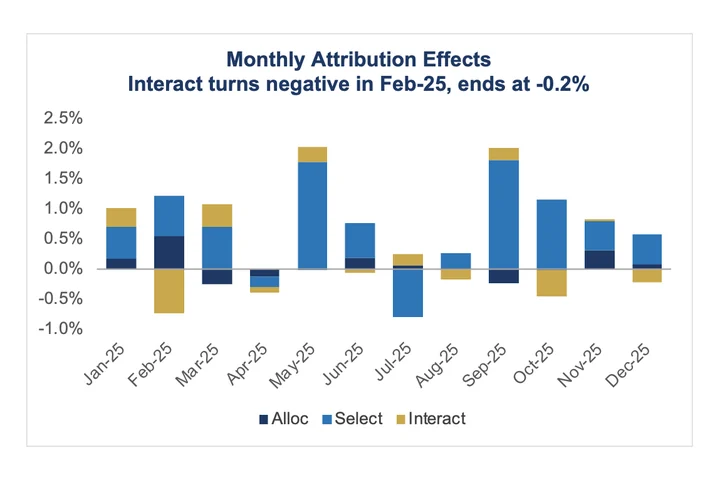 Monthly Attribution Effects
Interact turns negative in Feb-25, ends at -0.2%
2.5%
2.0%
1.5%
1.0%
0.5%
0.0%
-0.5%
-1.0%
Jan-25
Feb-25
Mar-25
Apr-25
May-25
Jun-25
Jul-25
Aug-25
Sep-25
Oct-25
Nov-25
Dec-25
Alloc Select Interact